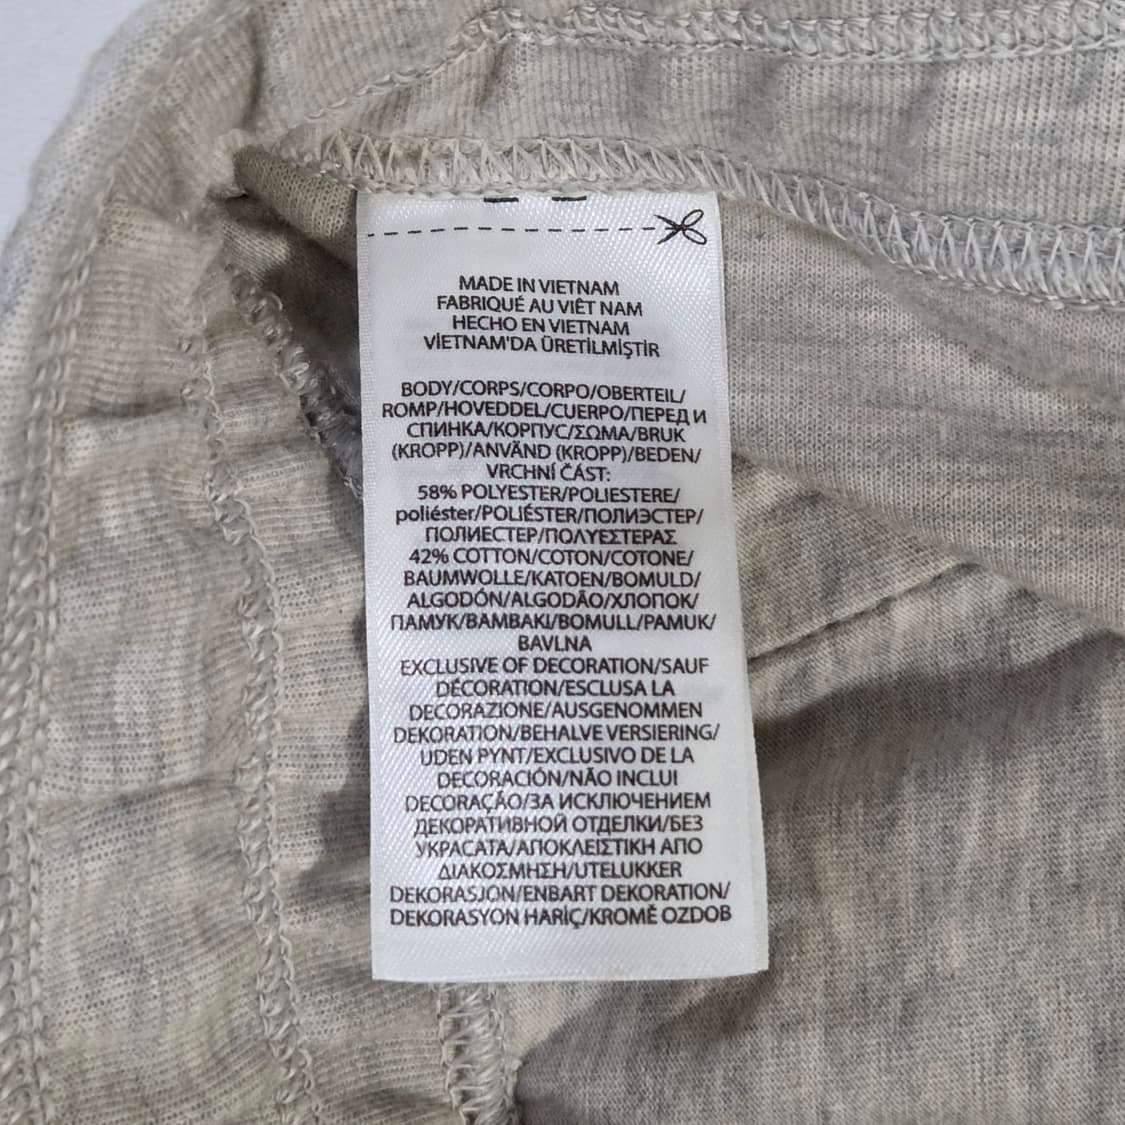 MADE IN VIETNAM
FABRIQUÉ AU VIÊT NAM
HECHO EN VIETNAM
VİETNAM'DA ÜRETİLMİŞTİR
BODY/CORPS/CORPO/OBERTEIL/
ROMP/HOVEDDEL/CUERPO/ПЕРЕД И
СПИНКА/КОРПУС/ΣΩΜΑ/BRUK
(KROPP)/ANVÄND (KROPP)/BEDEN/
VRCHNÍ ČÁST:
58% POLYESTER/POLIESTERE/
poliéster/POLIÉSTER/ПОЛИЭСТЕР/
ПОЛИЕСТЕР/ΠΟΛΥΕΣΤΕΡΑΣ
42% COTTON/COTON/COTONE/
BAUMWOLLE/KATOEN/BOMULD/
ALGODÓN/ALGODÃO/ХЛОПОК/
ПАМУК/ΒΑΜΒΑΚΙ/BOMULL/PAMUK/
BAVLNA
EXCLUSIVE OF DECORATION/SAUF
DÉCORATION/ESCLUSA LA
DECORAZIONE/AUSGENOMMEN
DEKORATION/BEHALVE VERSIERING/
UDEN PYNT/EXCLUSIVO DE LA
DECORACIÓN/NÃO INCLUI
DECORAÇÃO/ЗА ИСКЛЮЧЕНИЕМ
ДЕКОРАТИВНОЙ ОТДЕЛКИ/БЕЗ
УКРАСАТА/ΑΠΟΚΛΕΙΣΤΙΚΗ ΑΠΟ
ΔΙΑΚΟΣΜΗΣΗ/UTELUKKER
DEKORASJON/ENBART DEKORATION/
DEKORASYON HARİÇ/KROMĚ OZDOB